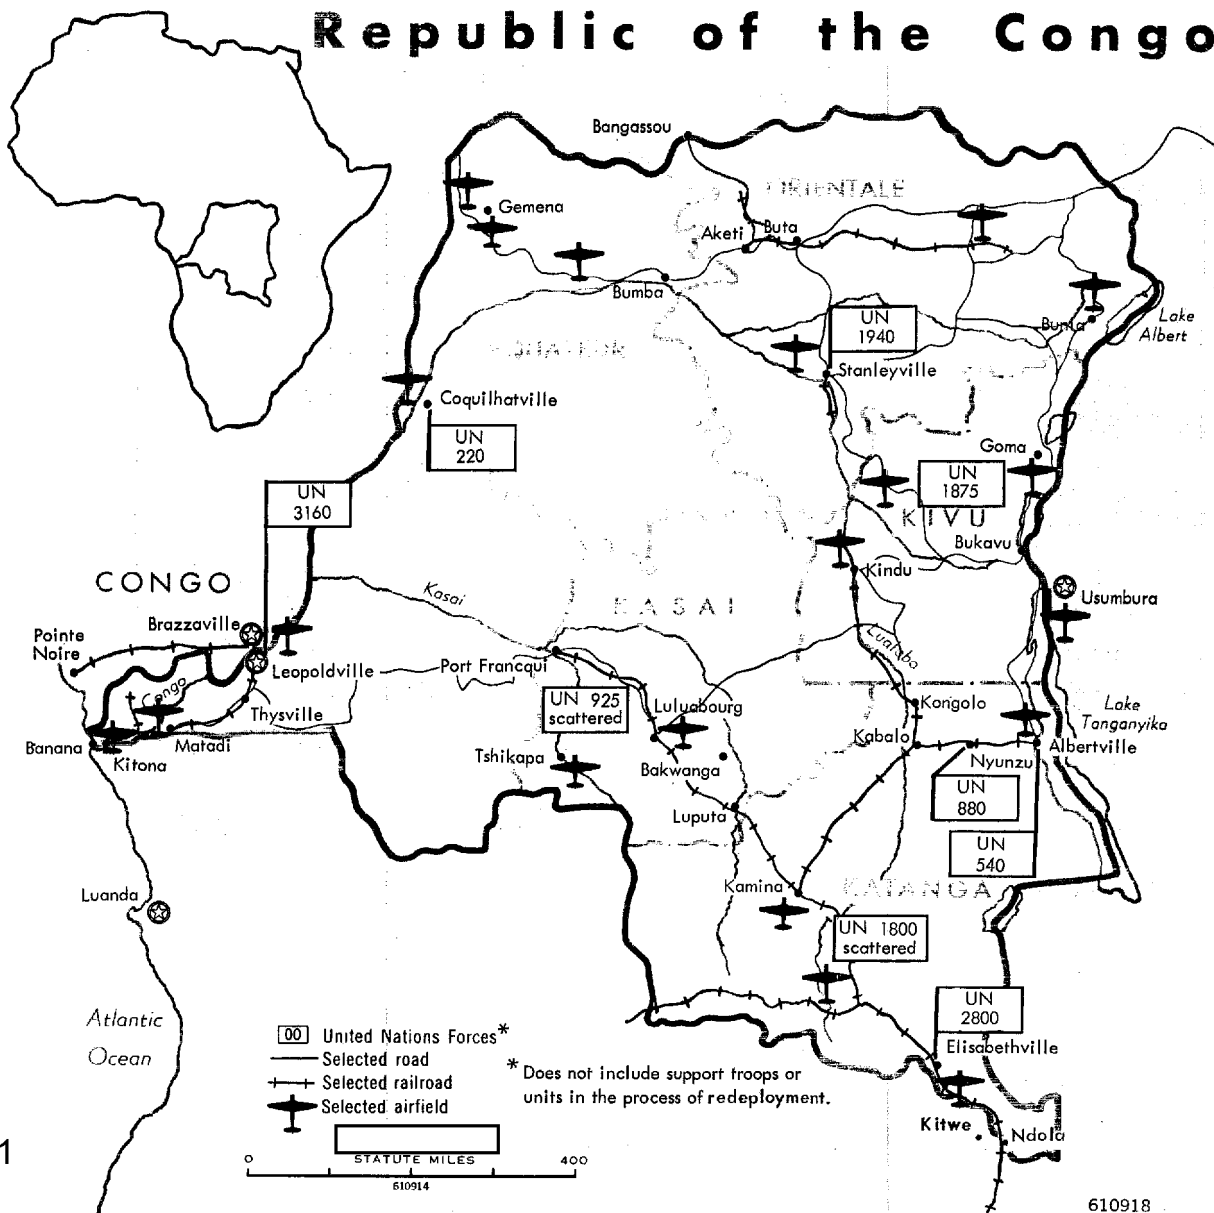 Republic of the Congo
Bangassou
ORIENTALE
Gemena
Aketi
Buta
Bumba
Bunia
Lake
Albert
UN
1940
Stanleyville
Coquilhatville
UN
220
Goma
UN
1875
KIVU
UN
3160
Bukavu
Kindu
CONGO
Kasai
KASAI
Usumbura
Brazzaville
Pointe
Noire
Lualaba
Leopoldville
Port Francqui
Congo
UN 925
scattered
Luluabourg
Kongolo
Lake
Tanganyika
Thysville
Banana
Matadi
Kitona
Kabalo
Albertville
Tshikapa
Bakwanga
Nyunzu
UN
880
Luputa
UN
540
Kamina
KATANGA
Luanda
UN 1800
scattered
UN
2800
Atlantic
Ocean
00 United Nations Forces*
Selected road
Selected railroad
Selected airfield
* Does not include support troops or
units in the process of redeployment.
Elisabethville
Kitwe
Ndola
1
STATUTE MILES
0 400
610914
610918